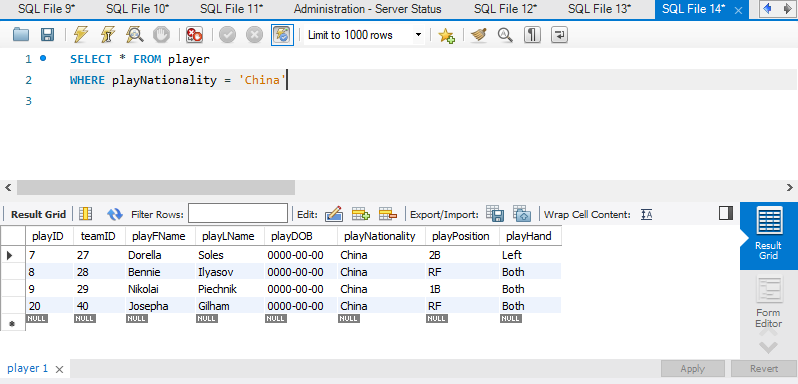 SQL File 9* SQL File 10* SQL File 11* Administration - Server Status SQL File 12* SQL File 13* SQL File 14* ×
Limit to 1000 rows
1 SELECT * FROM player
2 WHERE playNationality = 'China'
3
Result Grid Filter Rows: Edit: Export/Import: Wrap Cell Content: IA
playID teamID playFName playLName playDOB playNationality playPosition playHand
7 27 Dorella Soles 0000-00-00 China 2B Left
8 28 Bennie Ilyasov 0000-00-00 China RF Both
9 29 Nikolai Piechnik 0000-00-00 China 1B Both
20 40 Josepha Gilham 0000-00-00 China RF Both
NULL NULL NULL NULL NULL NULL NULL NULL
Result
Grid
Form
Editor
player 1 × Apply Revert